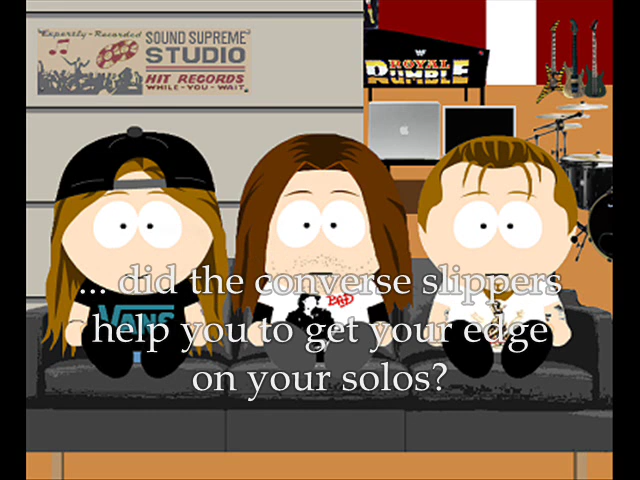 "Expertly-Recorded
SOUND SUPREME
STUDIO
HIT RECORDS
WHILE-YOU-WAIT.
W
ROYAL
RUMBLE
VANS
BAD
... did the converse slippers
help you to get your edge
on your solos?